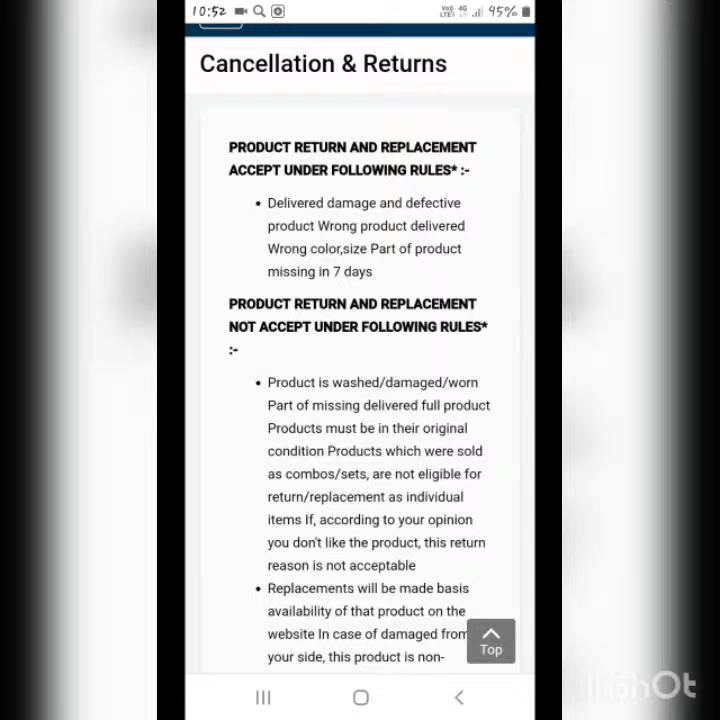 10:52
VoD 4G
LTE1 95%
Cancellation & Returns
PRODUCT RETURN AND REPLACEMENT
ACCEPT UNDER FOLLOWING RULES* :-
• Delivered damage and defective
product Wrong product delivered
Wrong color,size Part of product
missing in 7 days
PRODUCT RETURN AND REPLACEMENT
NOT ACCEPT UNDER FOLLOWING RULES*
:-
• Product is washed/damaged/worn
Part of missing delivered full product
Products must be in their original
condition Products which were sold
as combos/sets, are not eligible for
return/replacement as individual
items If, according to your opinion
you don't like the product, this return
reason is not acceptable
• Replacements will be made basis
availability of that product on the
website In case of damaged from
your side, this product is non-
Top